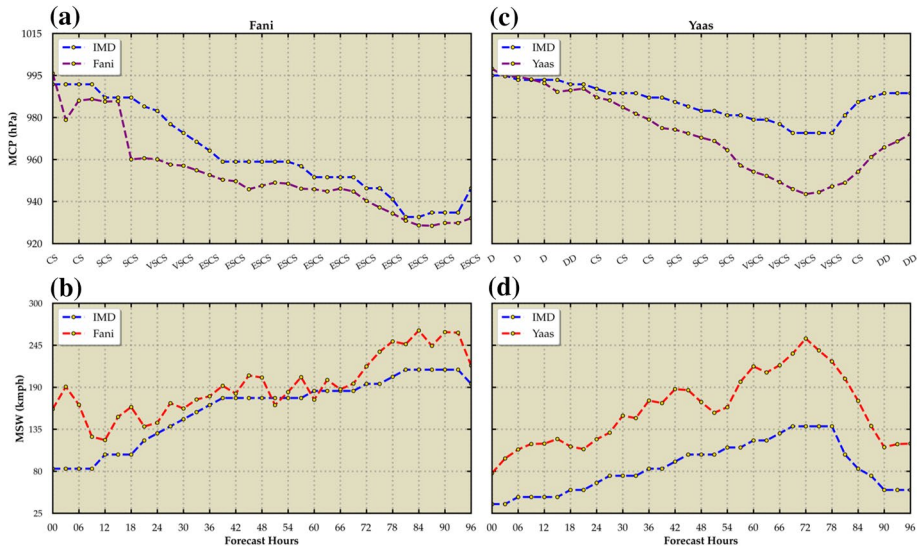 (a)
Fani
MCP (hPa)
1015
995
980
960
940
920
IMD
Fani
CS CS SCS SCS VSCS VSCS ESCS ESCS ESCS ESCS ESCS ESCS ESCS ESCS ESCS ESCS ESCS
(c)
Yaas
IMD
Yaas
D D D DD CS CS CS SCS SCS SCS VSCS VSCS VSCS VSCS CS DD DD
(b)
MSW (kmph)
300
245
190
135
80
25
IMD
Fani
00 06 12 18 24 30 36 42 48 54 60 66 72 78 84 90 96
Forecast Hours
(d)
IMD
Yaas
00 06 12 18 24 30 36 42 48 54 60 66 72 78 84 90 96
Forecast Hours